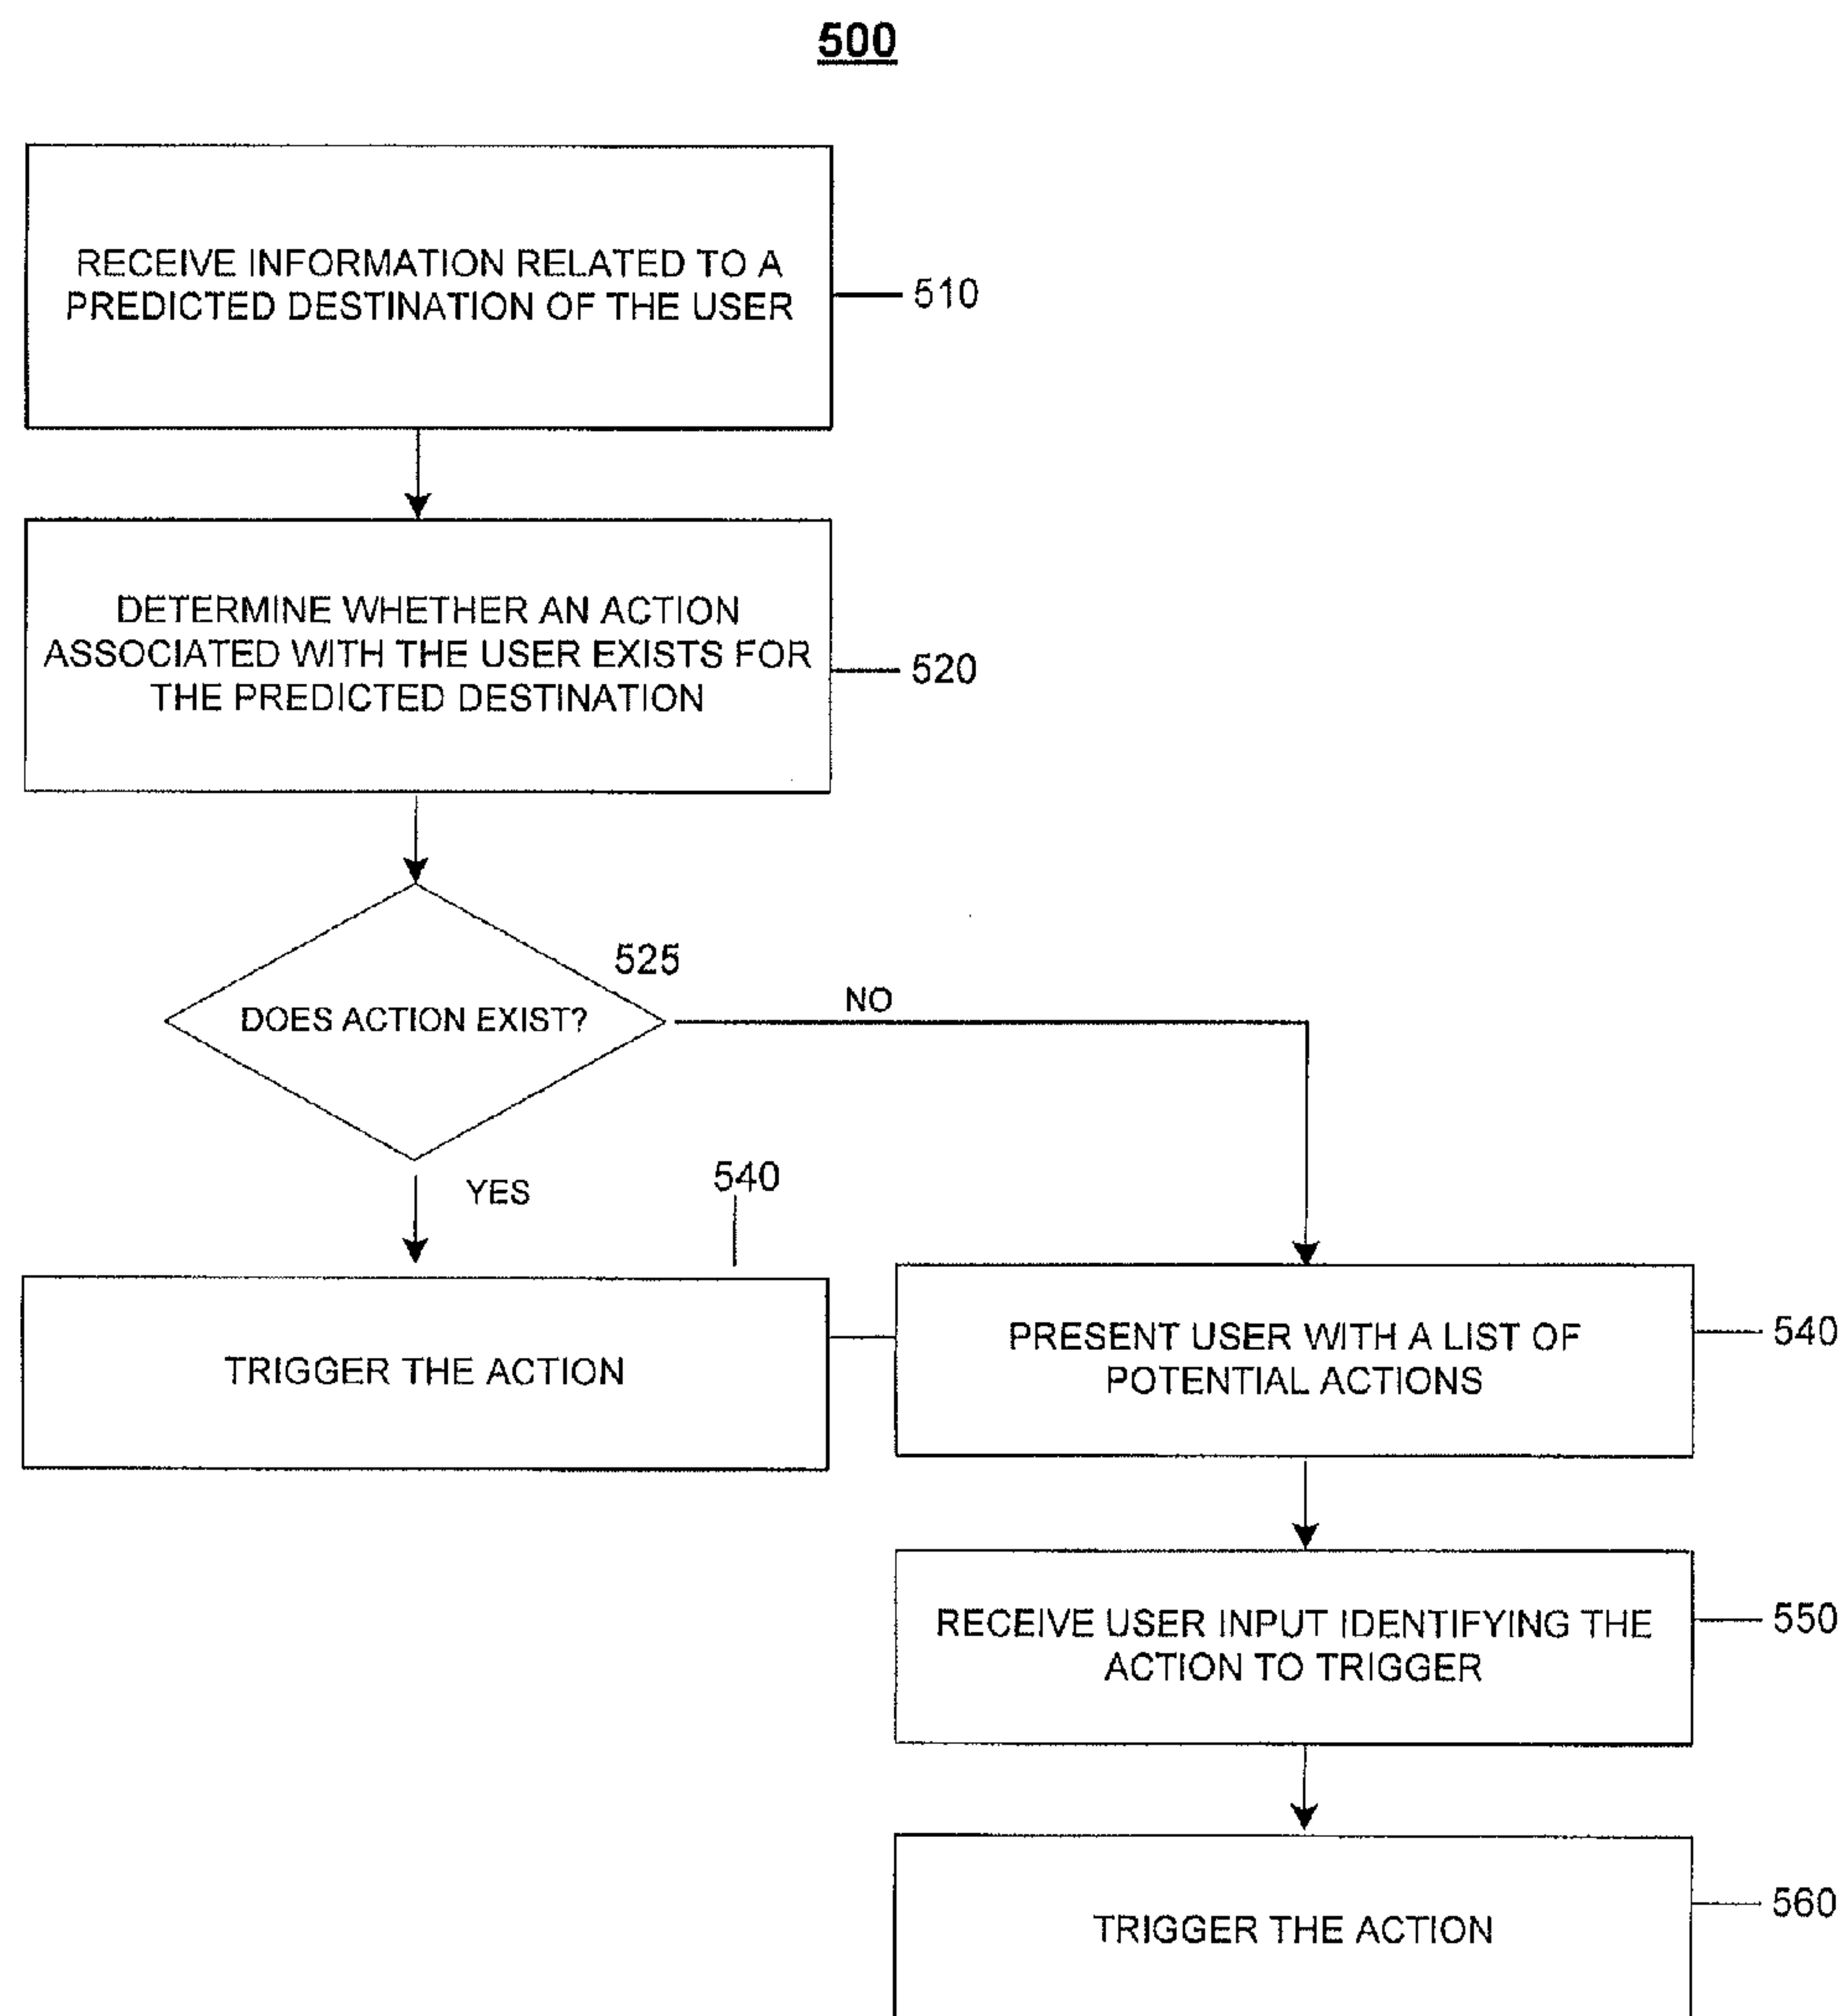 500
RECEIVE INFORMATION RELATED TO A
PREDICTED DESTINATION OF THE USER
510
DETERMINE WHETHER AN ACTION
ASSOCIATED WITH THE USER EXISTS FOR
THE PREDICTED DESTINATION
520
525
DOES ACTION EXIST?
NO
YES
540
TRIGGER THE ACTION
PRESENT USER WITH A LIST OF
POTENTIAL ACTIONS
540
RECEIVE USER INPUT IDENTIFYING THE
ACTION TO TRIGGER
550
TRIGGER THE ACTION
560